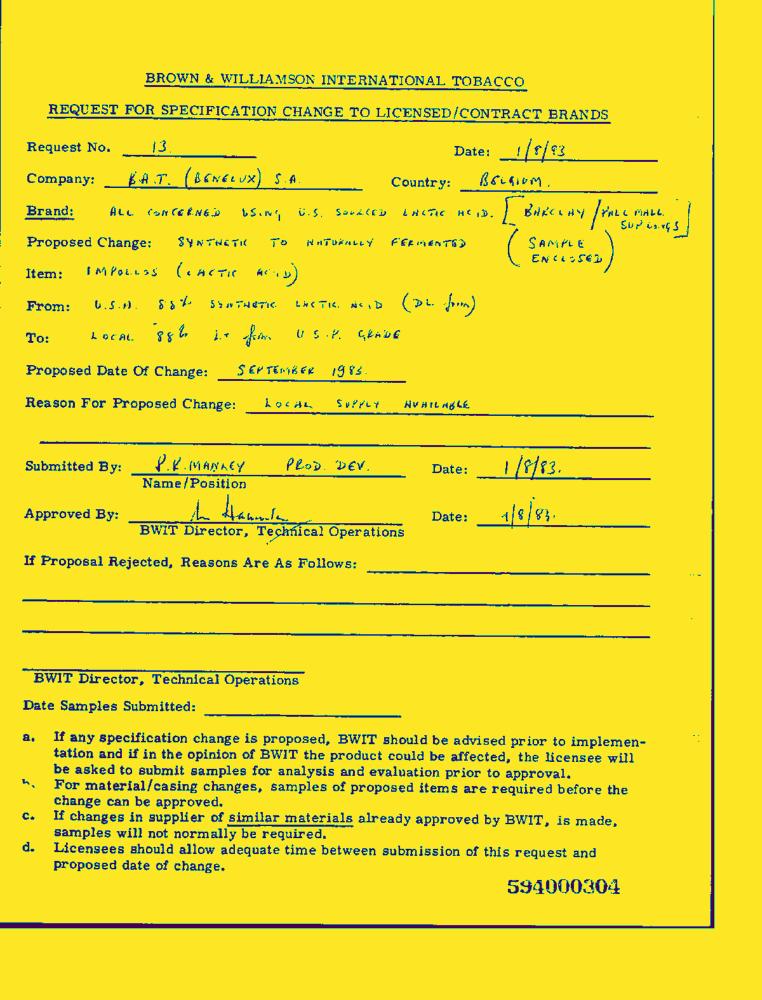 BROWN & WILLIAMSON INTERNATIONAL TOBACCO
REQUEST FOR SPECIFICATION CHANGE TO LICENSED/CONTRACT BRANDS
Request No. 13. Date: 1/8/83
Company: B.A.T. (BENELUX) S.A. Country: BELGIUM.
Brand: ALL CONCERNED USING U.S. SOURCED LACTIC ACID. [BARCLAY / PALL MALL
Proposed Change: SYNTHETIC TO NATURALLY FERMENTED (SAMPLE
ENCLOSED)
Item: (LACTIC ACID)
From: U.S.A. 88% SYNTHETIC LACTIC ACID (DL form)
To: LOCAL 88% L+ form U.S.P. GRADE
Proposed Date Of Change: SEPTEMBER 1983.
Reason For Proposed Change: LOCAL SUPPLY AVAILABLE
Submitted By: P.K. MANLEY PROD. DEV. Date: 1/8/83.
Name/Position
Approved By: Date: 1/8/83.
BWIT Director, Technical Operations
If Proposal Rejected, Reasons Are As Follows:
BWIT Director, Technical Operations
Date Samples Submitted:
a. If any specification change is proposed, BWIT should be advised prior to implemen-
tation and if in the opinion of BWIT the product could be affected, the licensee will
be asked to submit samples for analysis and evaluation prior to approval.
b. For material/casing changes, samples of proposed items are required before the
change can be approved.
c. If changes in supplier of similar materials already approved by BWIT, is made,
samples will not normally be required.
d. Licensees should allow adequate time between submission of this request and
proposed date of change.
594000304